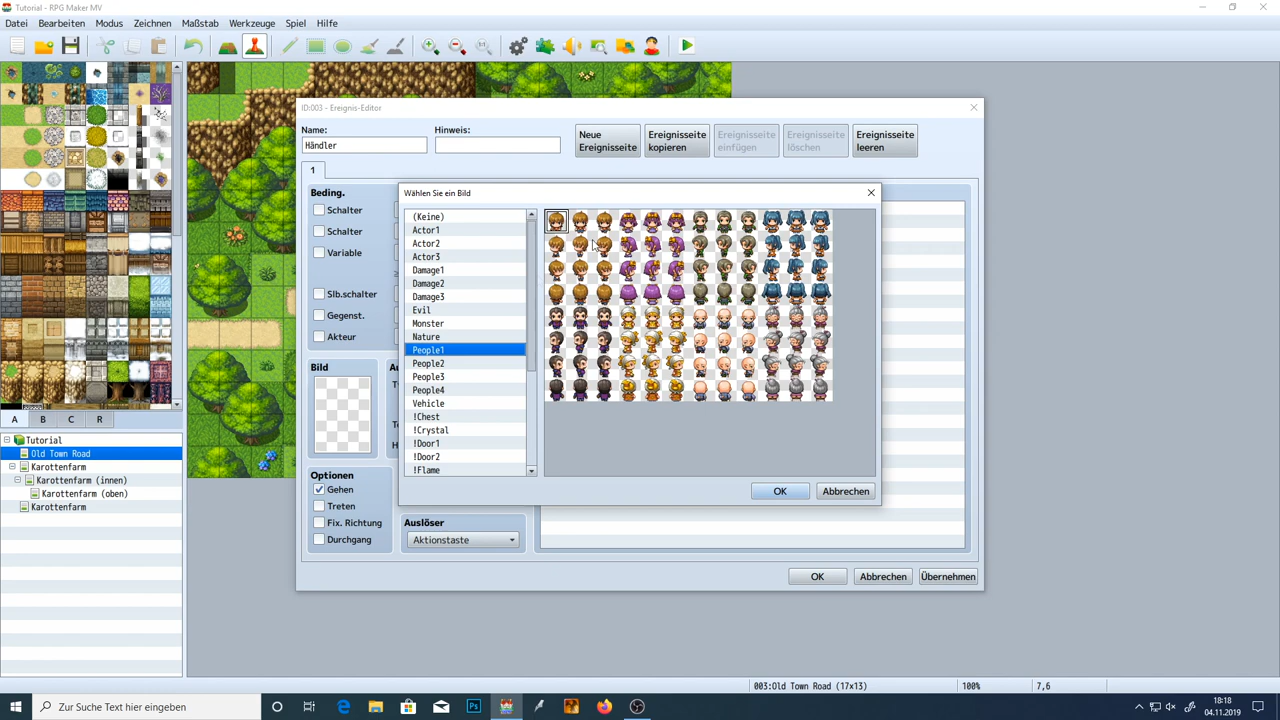 Tutorial - RPG Maker MV
Datei Bearbeiten Modus Zeichnen Maßstab Werkzeuge Spiel Hilfe
1:1
ID:003 - Ereignis-Editor
Name: Hinweis:
Händler
Neue Ereignisseite
Ereignisseite kopieren
Ereignisseite einfügen
Ereignisseite löschen
Ereignisseite leeren
1
Beding.
Schalter
Schalter
Variable
Slb.schalter
Gegenst.
Akteur
Bild
Optionen
Gehen
Treten
Fix. Richtung
Durchgang
Auslöser
Aktionstaste
OK Abbrechen Übernehmen
Wählen Sie ein Bild
(Keine)
Actor1
Actor2
Actor3
Damage1
Damage2
Damage3
Evil
Monster
Nature
People1
People2
People3
People4
Vehicle
!Chest
!Crystal
!Door1
!Door2
!Flame
OK Abbrechen
A B C R
Tutorial
Old Town Road
Karottenfarm
Karottenfarm (innen)
Karottenfarm (oben)
Karottenfarm
003:Old Town Road (17x13) 100% 7,6
Zur Suche Text hier eingeben
18:18
04.11.2019